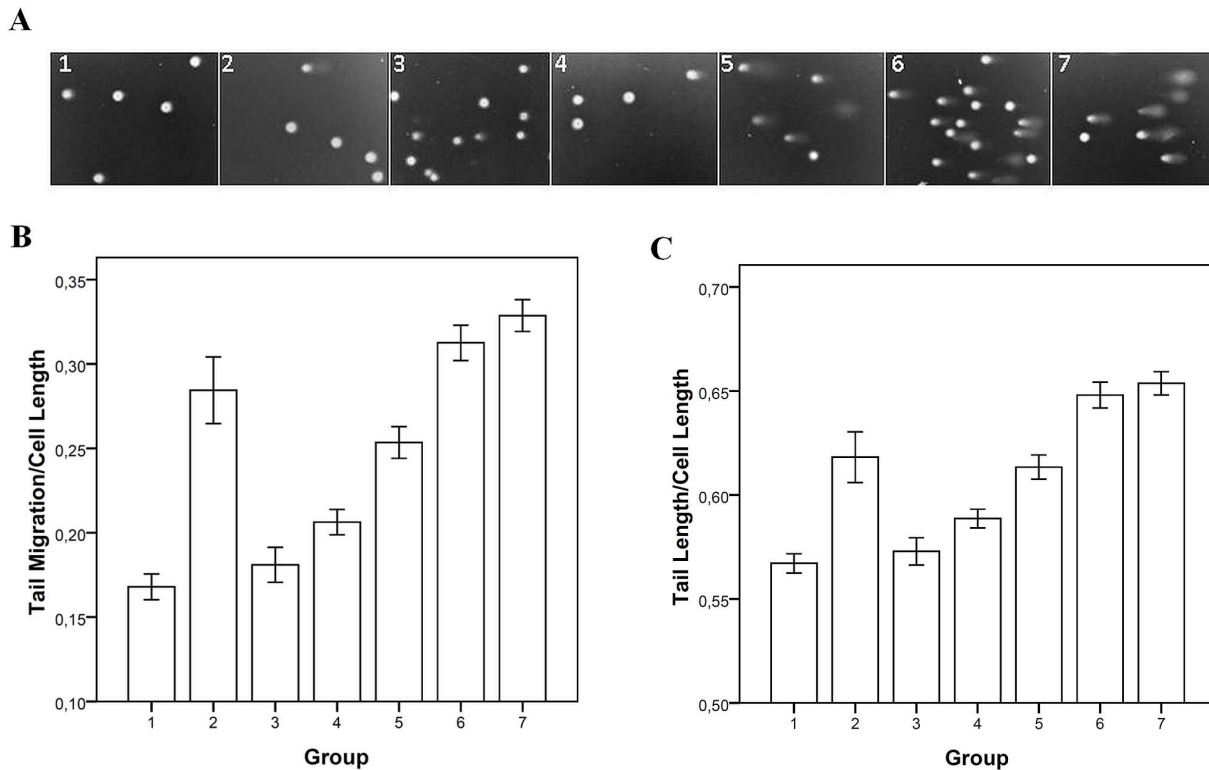 A
1 2 3 4 5 6 7
B
Tail Migration/Cell Length
0,35
0,30
0,25
0,20
0,15
0,10
1 2 3 4 5 6 7
Group
C
Tail Length/Cell Length
0,70
0,65
0,60
0,55
0,50
1 2 3 4 5 6 7
Group